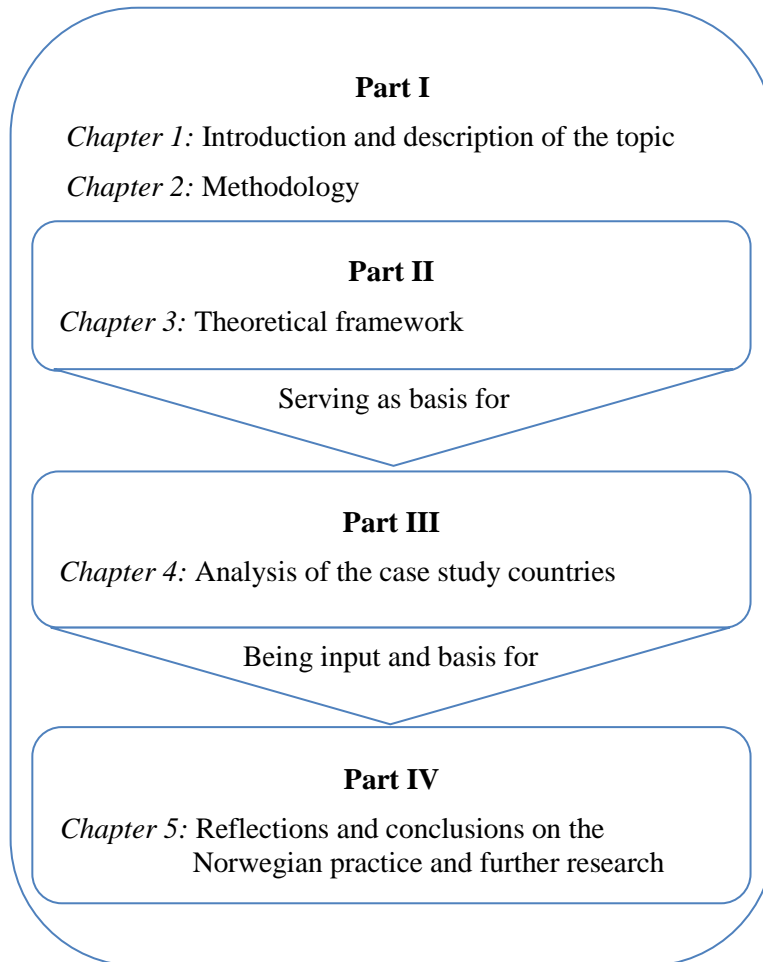 Part I
Chapter 1: Introduction and description of the topic
Chapter 2: Methodology
Part II
Chapter 3: Theoretical framework
Serving as basis for
Part III
Chapter 4: Analysis of the case study countries
Being input and basis for
Part IV
Chapter 5: Reflections and conclusions on the
Norwegian practice and further research